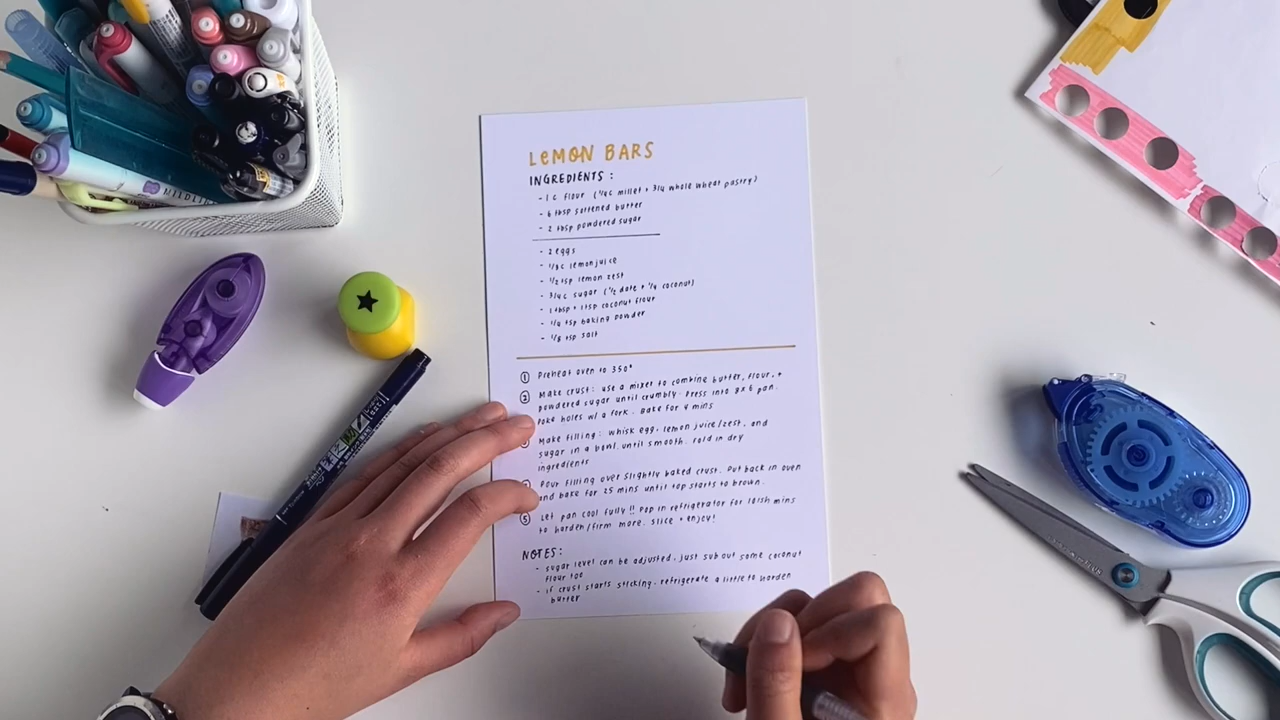 LEMON BARS
INGREDIENTS:
- 1 C flour (1/4C millet + 3/4 whole wheat pastry)
- 6 tbsp softened butter
- 2 tbsp powdered sugar
- 2 eggs
- 1/3 C lemon juice
- 1/2 tsp lemon zest
- 3/4 C sugar (1/2 date + 1/4 coconut)
- 1 tbsp + 1 tsp coconut flour
- 1/4 tsp baking powder
- 1/8 tsp salt
1 Preheat oven to 350°
2 Make crust: use a mixer to combine butter, flour, +
powdered sugar until crumbly. Press into 8x6 pan.
Poke holes w/ a fork. Bake for 9 mins
Make filling: whisk egg, lemon juice/zest, and
sugar in a bowl until smooth. Fold in dry
ingredients
Pour filling over slightly baked crust. Put back in oven
and bake for 25 mins until top starts to brown.
5 Let pan cool fully!! Pop in refrigerator for 10ish mins
to harden/firm more. Slice + enjoy!
NOTES:
- sugar level can be adjusted, just sub out some coconut
flour too
- if crust starts sticking, refrigerate a little to harden
butter